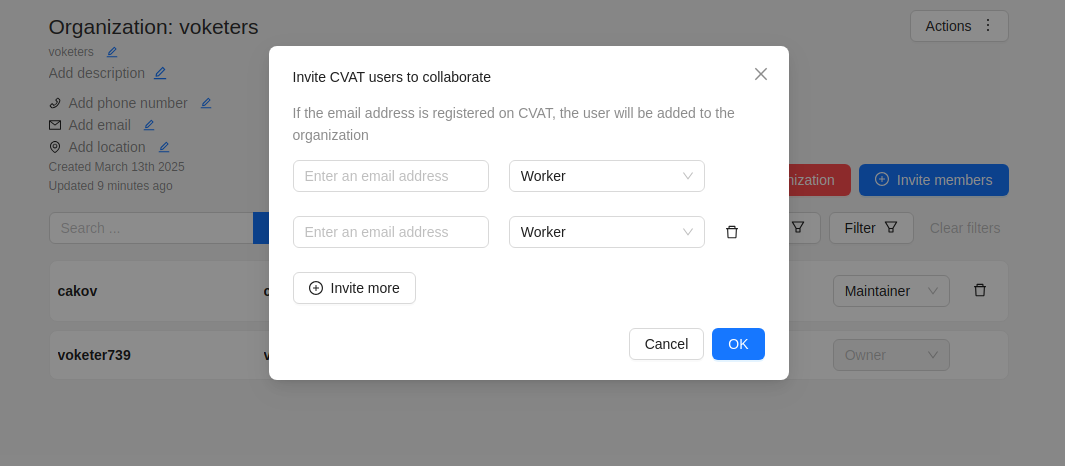 Organization: voketers
Actions
voketers
Add description
Add phone number
Add email
Add location
Created March 13th 2025
Updated 9 minutes ago
Invite members
Search ...
Filter
Clear filters
cakov
Maintainer
voketer739
Owner
Invite CVAT users to collaborate
If the email address is registered on CVAT, the user will be added to the
organization
Enter an email address
Worker
Enter an email address
Worker
Invite more
Cancel
OK